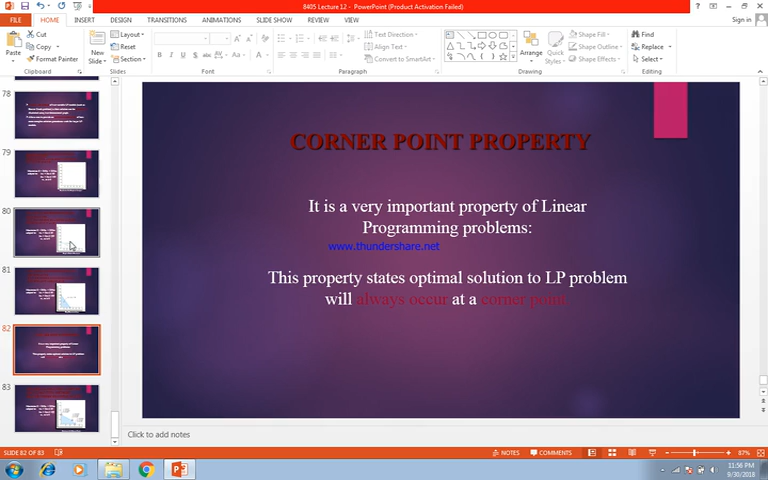 8405 Lecture 12 - PowerPoint (Product Activation Failed)
FILE HOME INSERT DESIGN TRANSITIONS ANIMATIONS SLIDE SHOW REVIEW VIEW Sign in
Paste
Cut
Copy
Format Painter
Clipboard
New
Slide
Layout
Reset
Section
Slides
B I U S
Font
Paragraph
Text Direction
Align Text
Convert to SmartArt
Arrange
Quick
Styles
Shape Fill
Shape Outline
Shape Effects
Drawing
Find
Replace
Select
Editing
78
79
80
81
82
83
CORNER POINT PROPERTY
It is a very important property of Linear
Programming problems:
www.thundershare.net
This property states optimal solution to LP problem
will always occur at a corner point
Click to add notes
SLIDE 82 OF 83 NOTES COMMENTS 87%
11:56 PM
9/30/2018